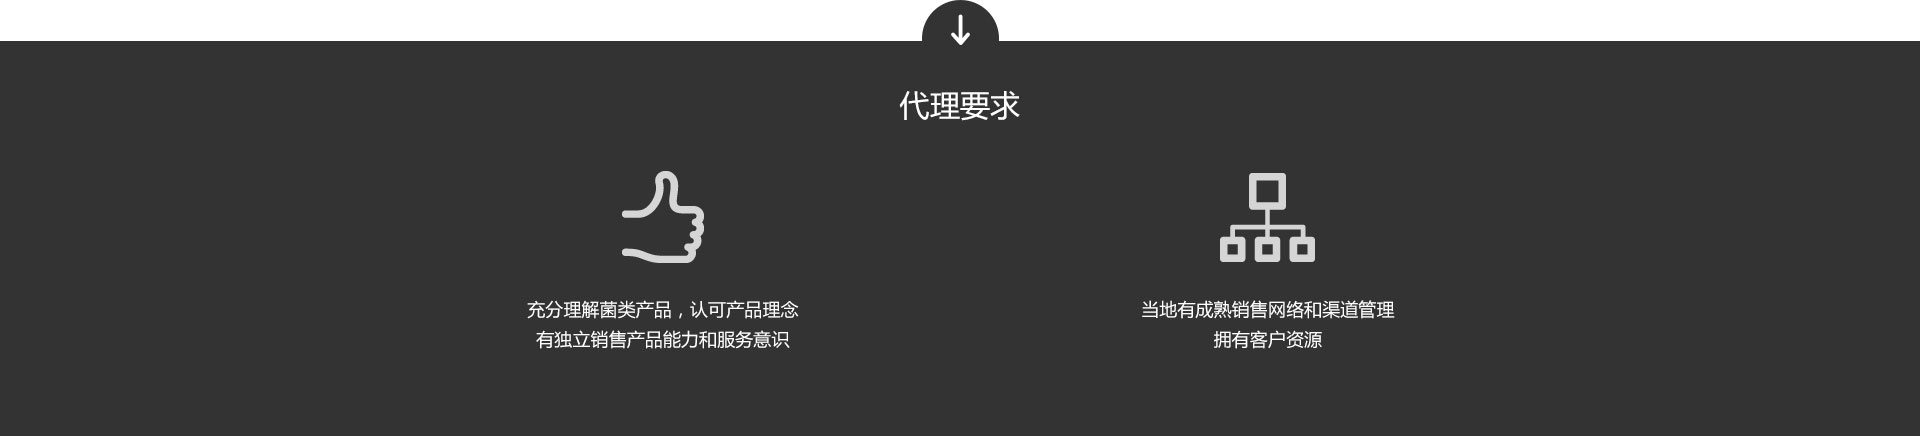 代理要求
充分理解菌类产品，认可产品理念
有独立销售产品能力和服务意识
当地有成熟销售网络和渠道管理
拥有客户资源